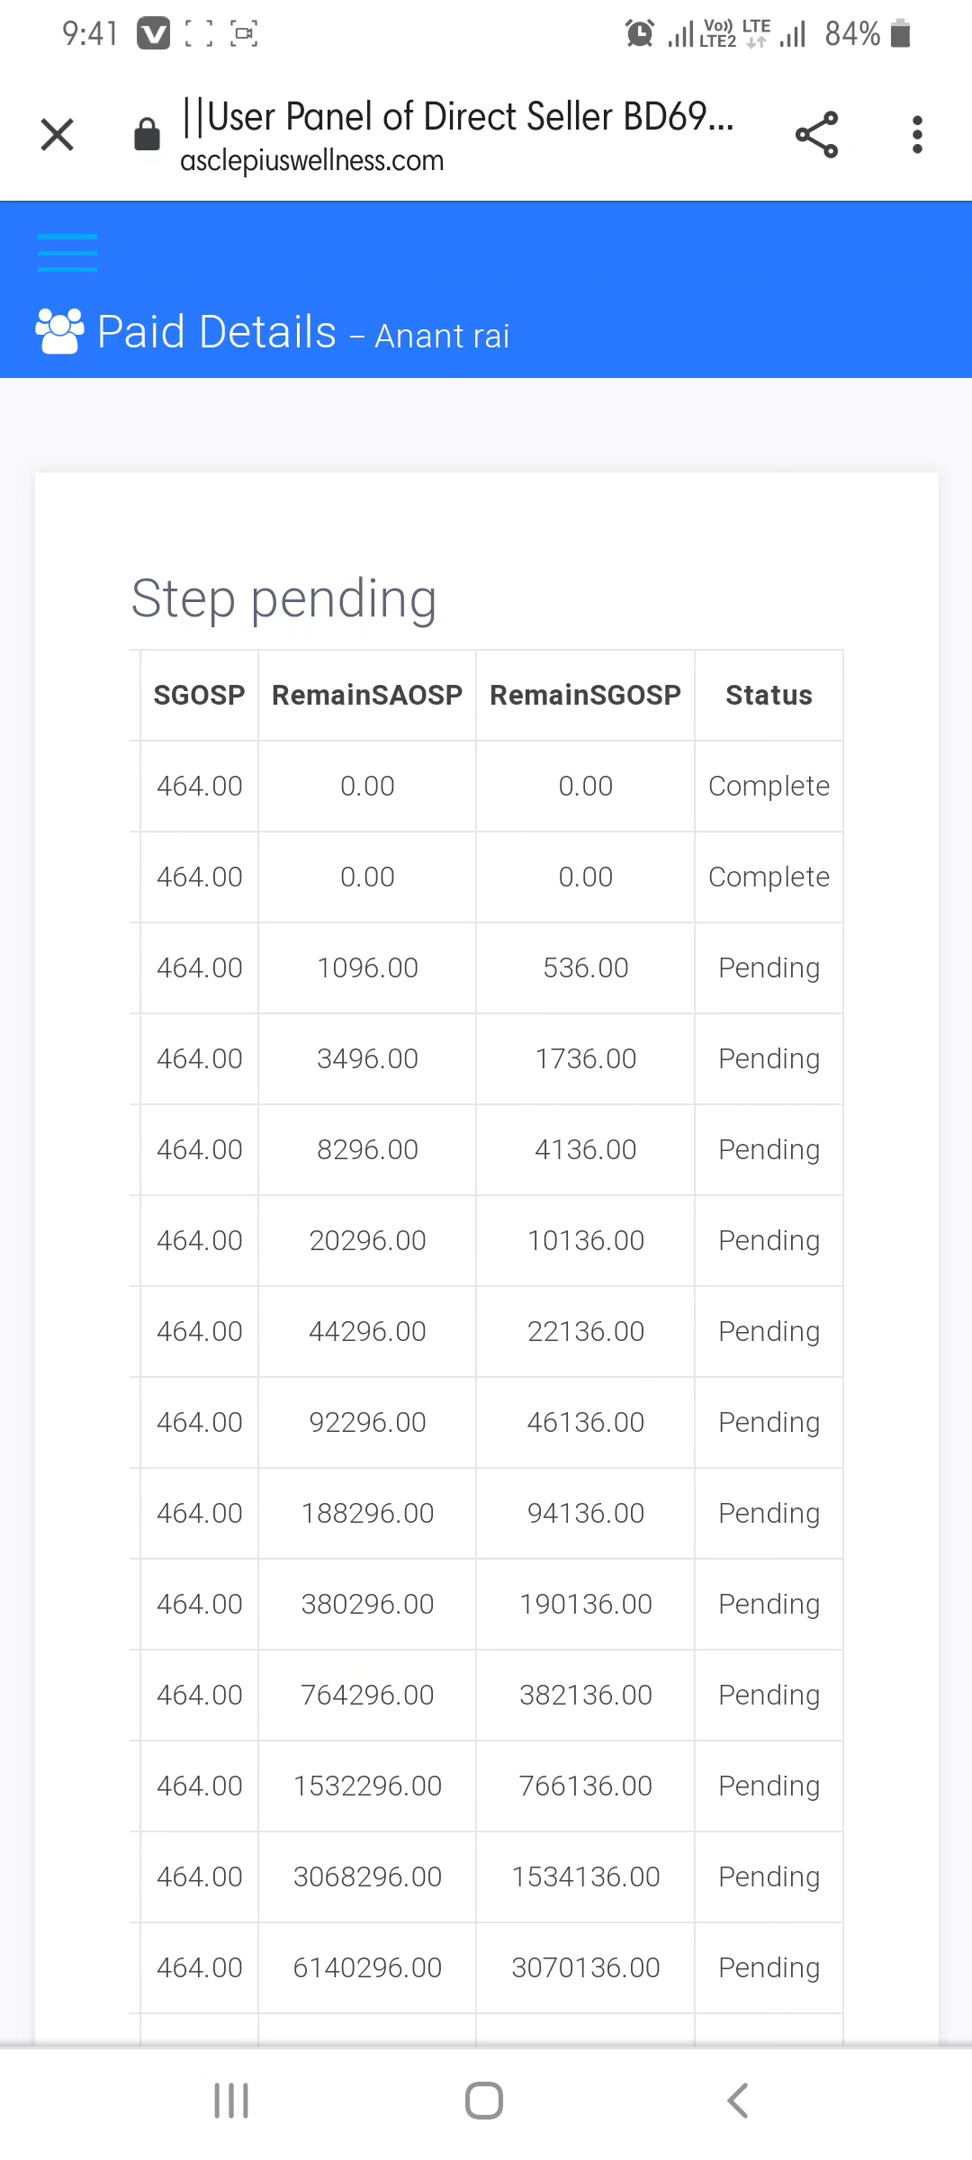 9:41 V Vo)) LTE 84%
LTE2
||User Panel of Direct Seller BD69...
asclepiuswellness.com
Paid Details – Anant rai
Step pending
SGOSP RemainSAOSP RemainSGOSP Status
464.00 0.00 0.00 Complete
464.00 0.00 0.00 Complete
464.00 1096.00 536.00 Pending
464.00 3496.00 1736.00 Pending
464.00 8296.00 4136.00 Pending
464.00 20296.00 10136.00 Pending
464.00 44296.00 22136.00 Pending
464.00 92296.00 46136.00 Pending
464.00 188296.00 94136.00 Pending
464.00 380296.00 190136.00 Pending
464.00 764296.00 382136.00 Pending
464.00 1532296.00 766136.00 Pending
464.00 3068296.00 1534136.00 Pending
464.00 6140296.00 3070136.00 Pending